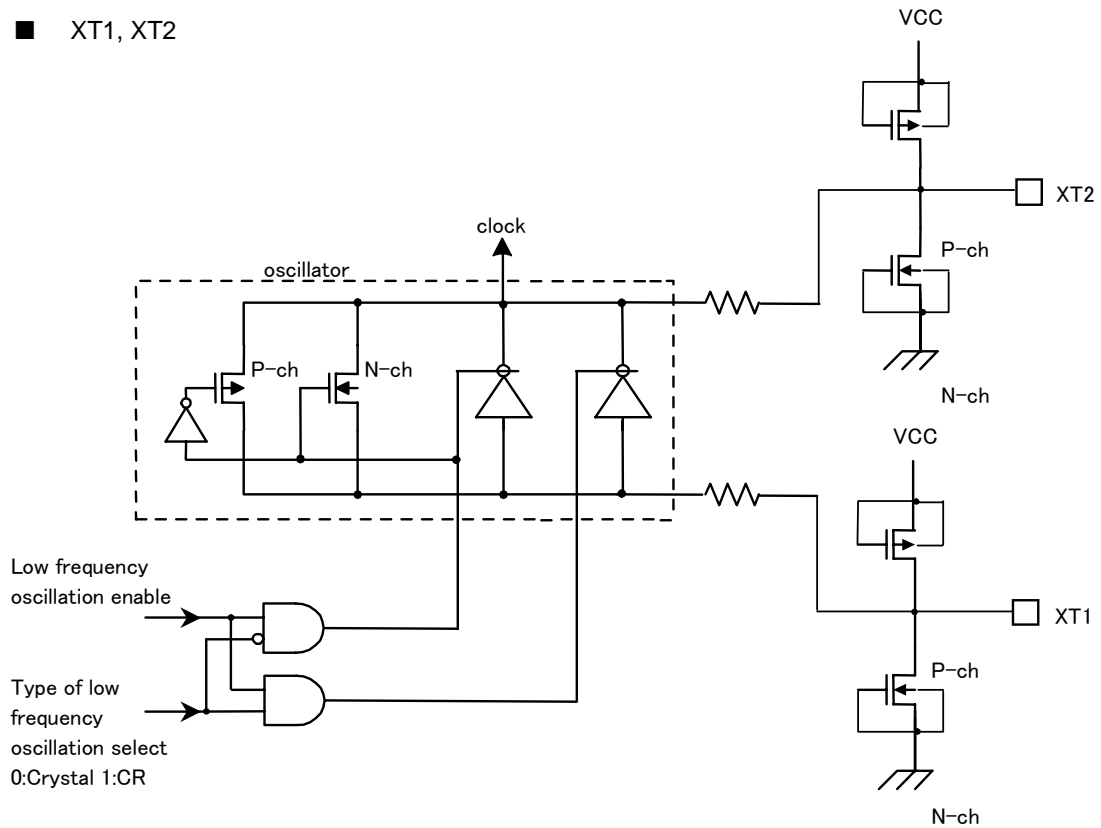 ■ XT1, XT2
VCC
XT2
P-ch
N-ch
clock
oscillator
P-ch
N-ch
VCC
XT1
P-ch
N-ch
Low frequency
oscillation enable
Type of low
frequency
oscillation select
0:Crystal 1:CR